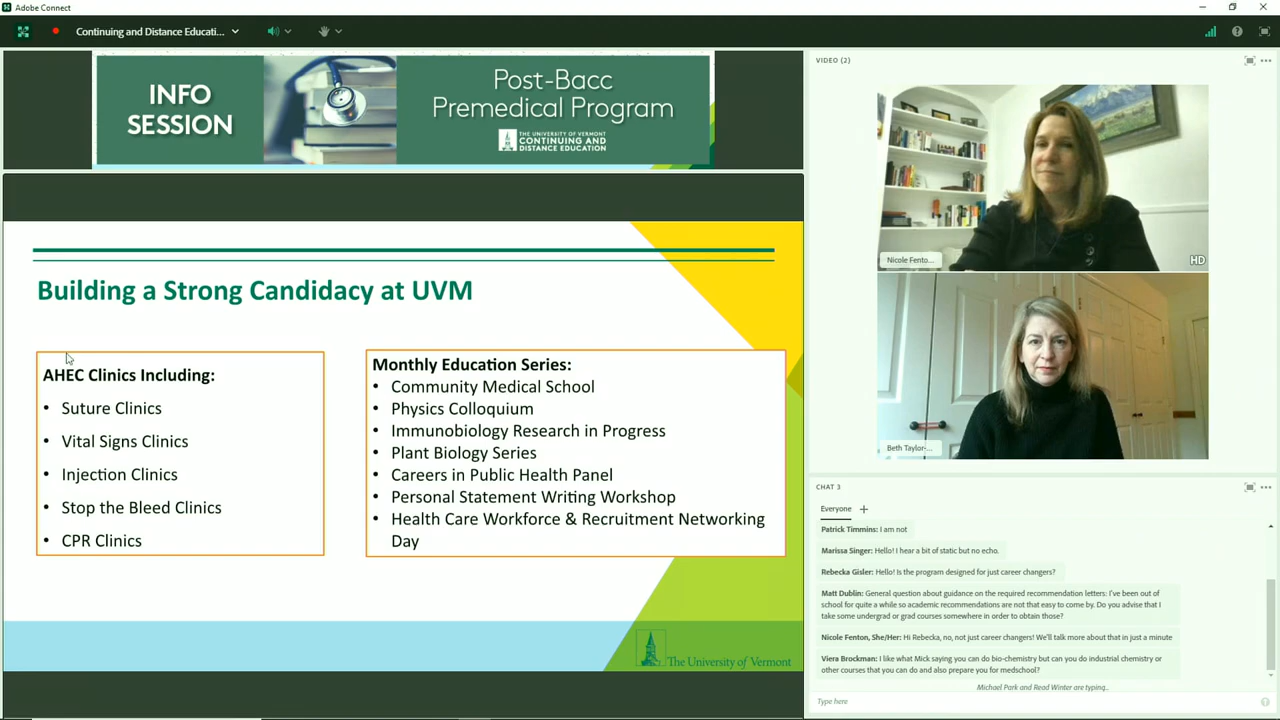 Adobe Connect
Continuing and Distance Educati...
INFO
SESSION
Post-Bacc
Premedical Program
THE UNIVERSITY OF VERMONT
CONTINUING AND
DISTANCE EDUCATION
Building a Strong Candidacy at UVM
AHEC Clinics Including:
• Suture Clinics
• Vital Signs Clinics
• Injection Clinics
• Stop the Bleed Clinics
• CPR Clinics
Monthly Education Series:
• Community Medical School
• Physics Colloquium
• Immunobiology Research in Progress
• Plant Biology Series
• Careers in Public Health Panel
• Personal Statement Writing Workshop
• Health Care Workforce & Recruitment Networking
Day
The University of Vermont
VIDEO (2)
Nicole Fento...
HD
Beth Taylor-...
CHAT 3
Everyone
Patrick Timmins: I am not
Marissa Singer: Hello! I hear a bit of static but no echo.
Rebecka Gisler: Hello! Is the program designed for just career changers?
Matt Dublin: General question about guidance on the required recommendation letters: I've been out of
school for quite a while so academic recommendations are not that easy to come by. Do you advise that I
take some undergrad or grad courses somewhere in order to obtain those?
Nicole Fenton, She/Her: Hi Rebecka, no, not just career changers! We'll talk more about that in just a minute
Viera Brockman: I like what Mick saying you can do bio-chemistry but can you do industrial chemistry or
other courses that you can do and also prepare you for medschool?
Michael Park and Read Winter are typing..
Type here